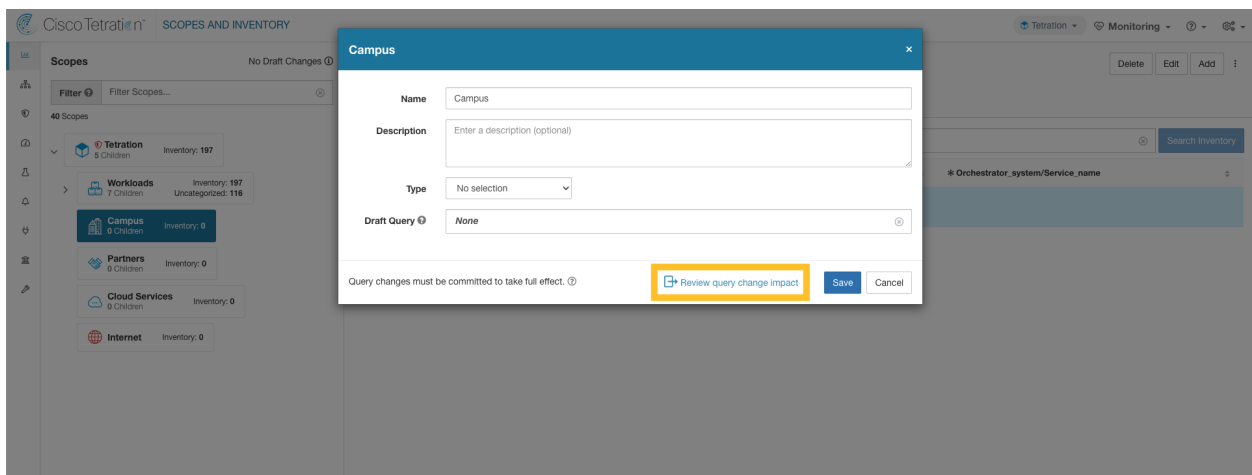 Cisco Tetration™ SCOPES AND INVENTORY
Tetration Monitoring
Scopes No Draft Changes
Filter Filter Scopes...
40 Scopes
Tetration
5 Children
Inventory: 197
Workloads
7 Children
Inventory: 197
Uncategorized: 116
Campus
0 Children
Inventory: 0
Partners
0 Children
Inventory: 0
Cloud Services
0 Children
Inventory: 0
Internet Inventory: 0
Campus ×
Name Campus
Description Enter a description (optional)
Type No selection
Draft Query None
Query changes must be committed to take full effect.
Review query change impact
Save Cancel
Delete Edit Add
Search Inventory
* Orchestrator_system/Service_name